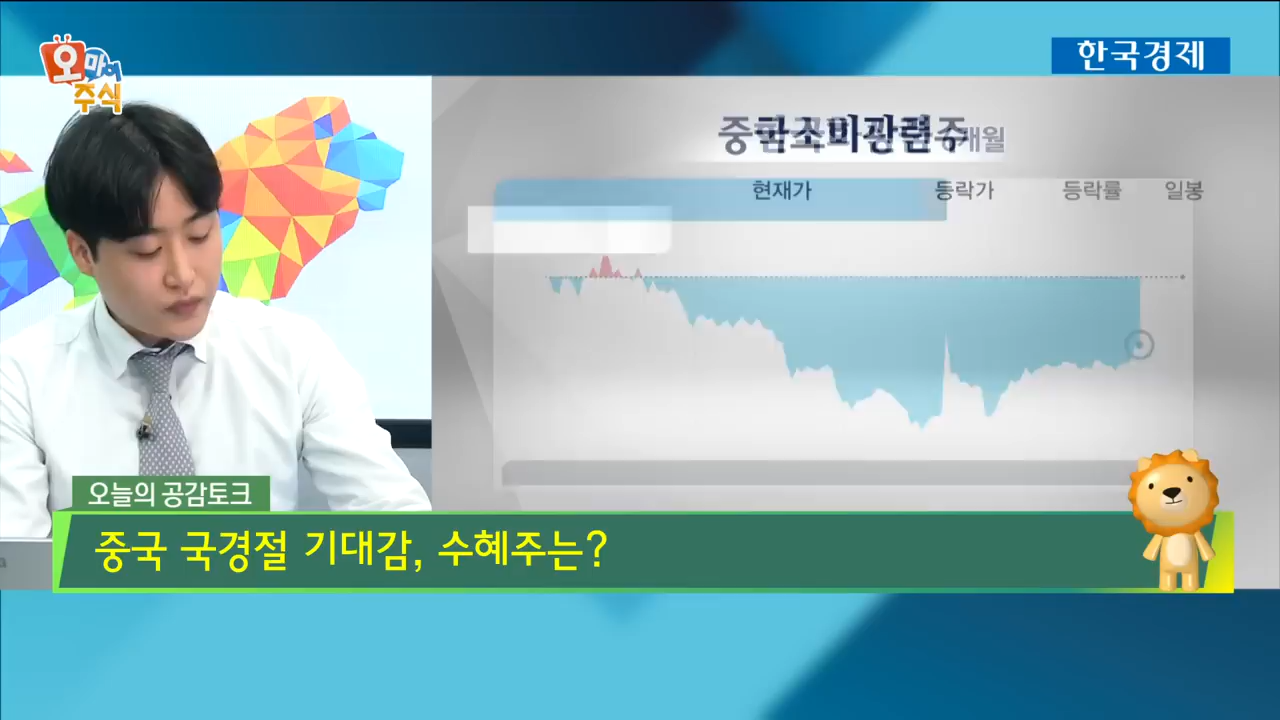 오마이
주식
한국경제
현재가 등락가 등락률 일봉
오늘의 공감토크
중국 국경절 기대감, 수혜주는?